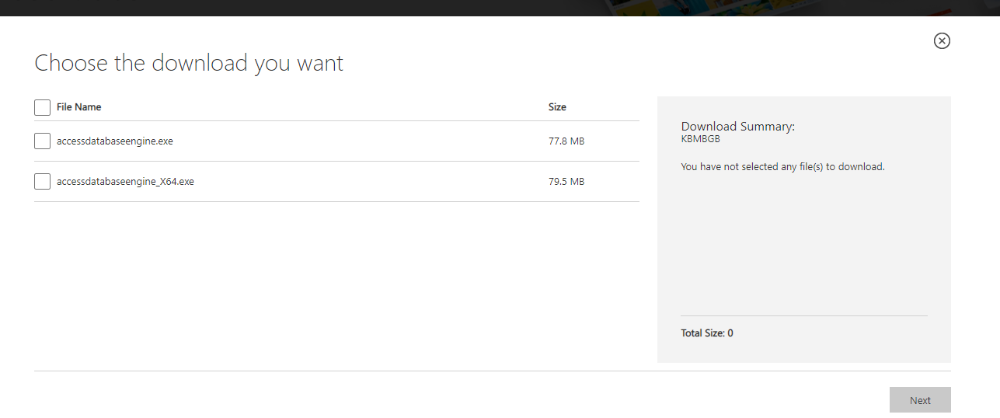 Choose the download you want
File Name Size
accessdatabaseengine.exe 77.8 MB
accessdatabaseengine_X64.exe 79.5 MB
Download Summary:
KBMBGB
You have not selected any file(s) to download.
Total Size: 0
Next